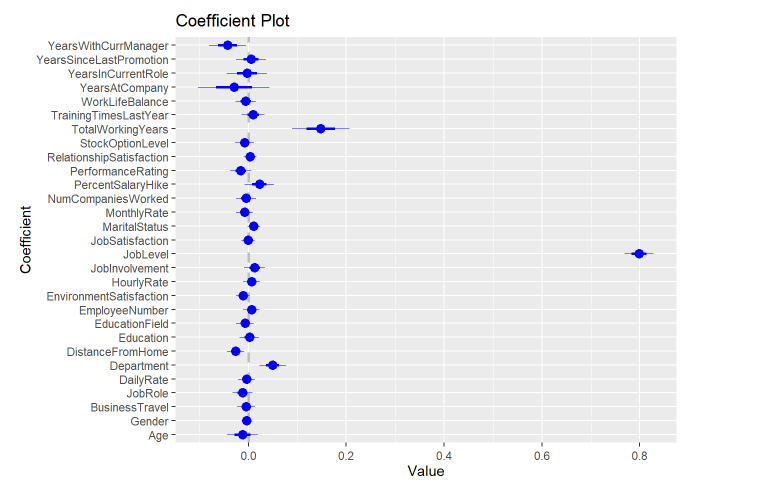 Coefficient Plot
YearsWithCurrManager
YearsSinceLastPromotion
YearsInCurrentRole
YearsAtCompany
WorkLifeBalance
TrainingTimesLastYear
TotalWorkingYears
StockOptionLevel
RelationshipSatisfaction
PerformanceRating
PercentSalaryHike
NumCompaniesWorked
MonthlyRate
MaritalStatus
JobSatisfaction
JobLevel
JobInvolvement
HourlyRate
EnvironmentSatisfaction
EmployeeNumber
EducationField
Education
DistanceFromHome
Department
DailyRate
JobRole
BusinessTravel
Gender
Age
Coefficient
0.0 0.2 0.4 0.6 0.8
Value